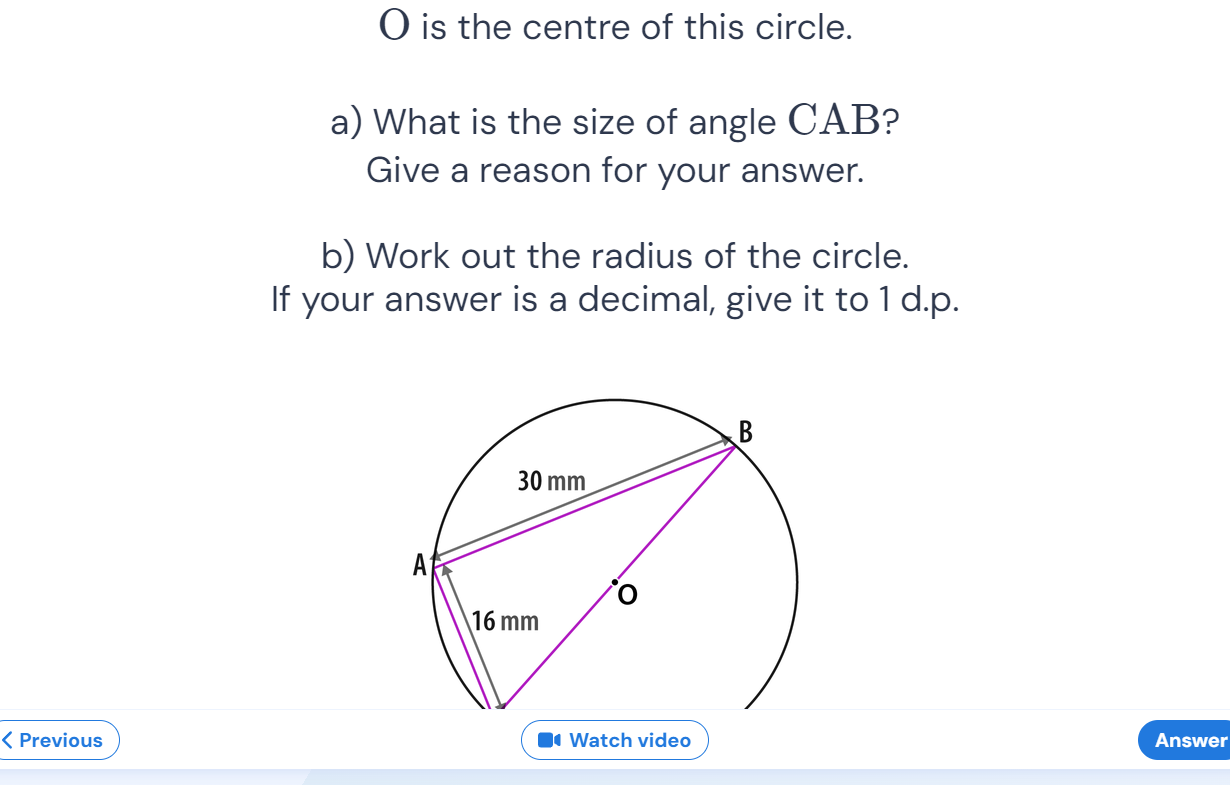 O is the centre of this circle.
a) What is the size of angle CAB?
Give a reason for your answer.
b) Work out the radius of the circle.
If your answer is a decimal, give it to 1 d.p.
B
30 mm
A
O
16 mm
Previous
Watch video
Answer